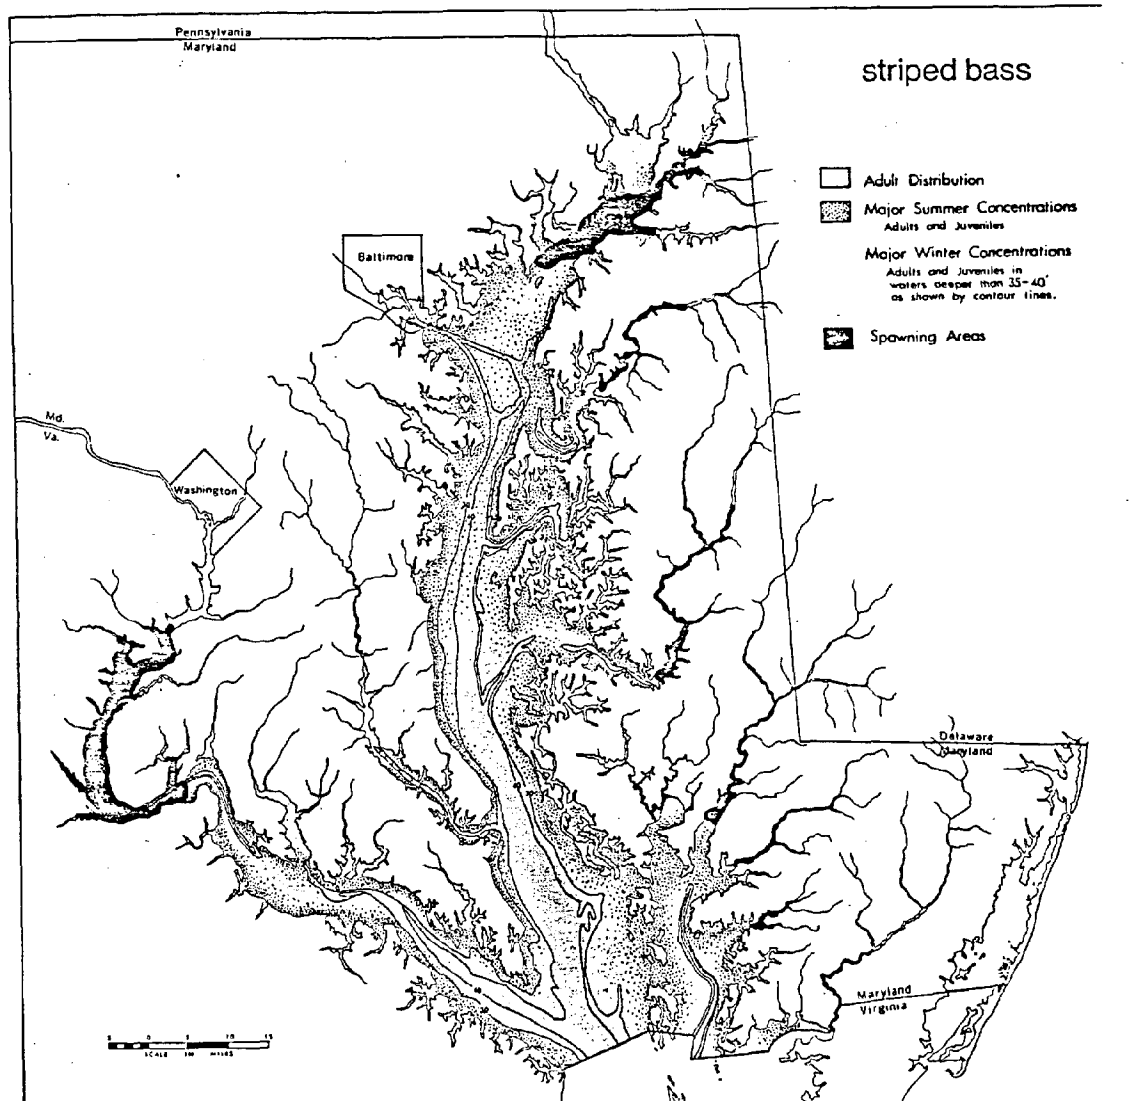 Pennsylvania
Maryland
striped bass
Adult Distribution
Major Summer Concentrations
Adults and Juveniles
Baltimore
Major Winter Concentrations
Adults and Juveniles in
waters deeper than 35-40'
as shown by contour lines.
Spawning Areas
Md.
Va.
Washington
Delaware
Maryland
Maryland
Virginia
SCALE IN MILES